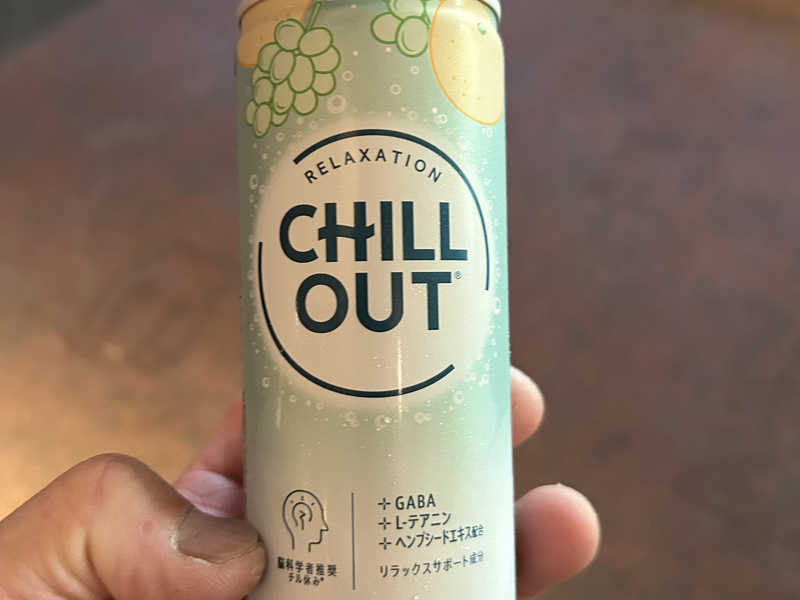 RELAXATION
CHILL
OUT®
脳科学者推奨
チル休み*
GABA
L-テアニン
ヘンプシードエキス配合
リラックスサポート成分